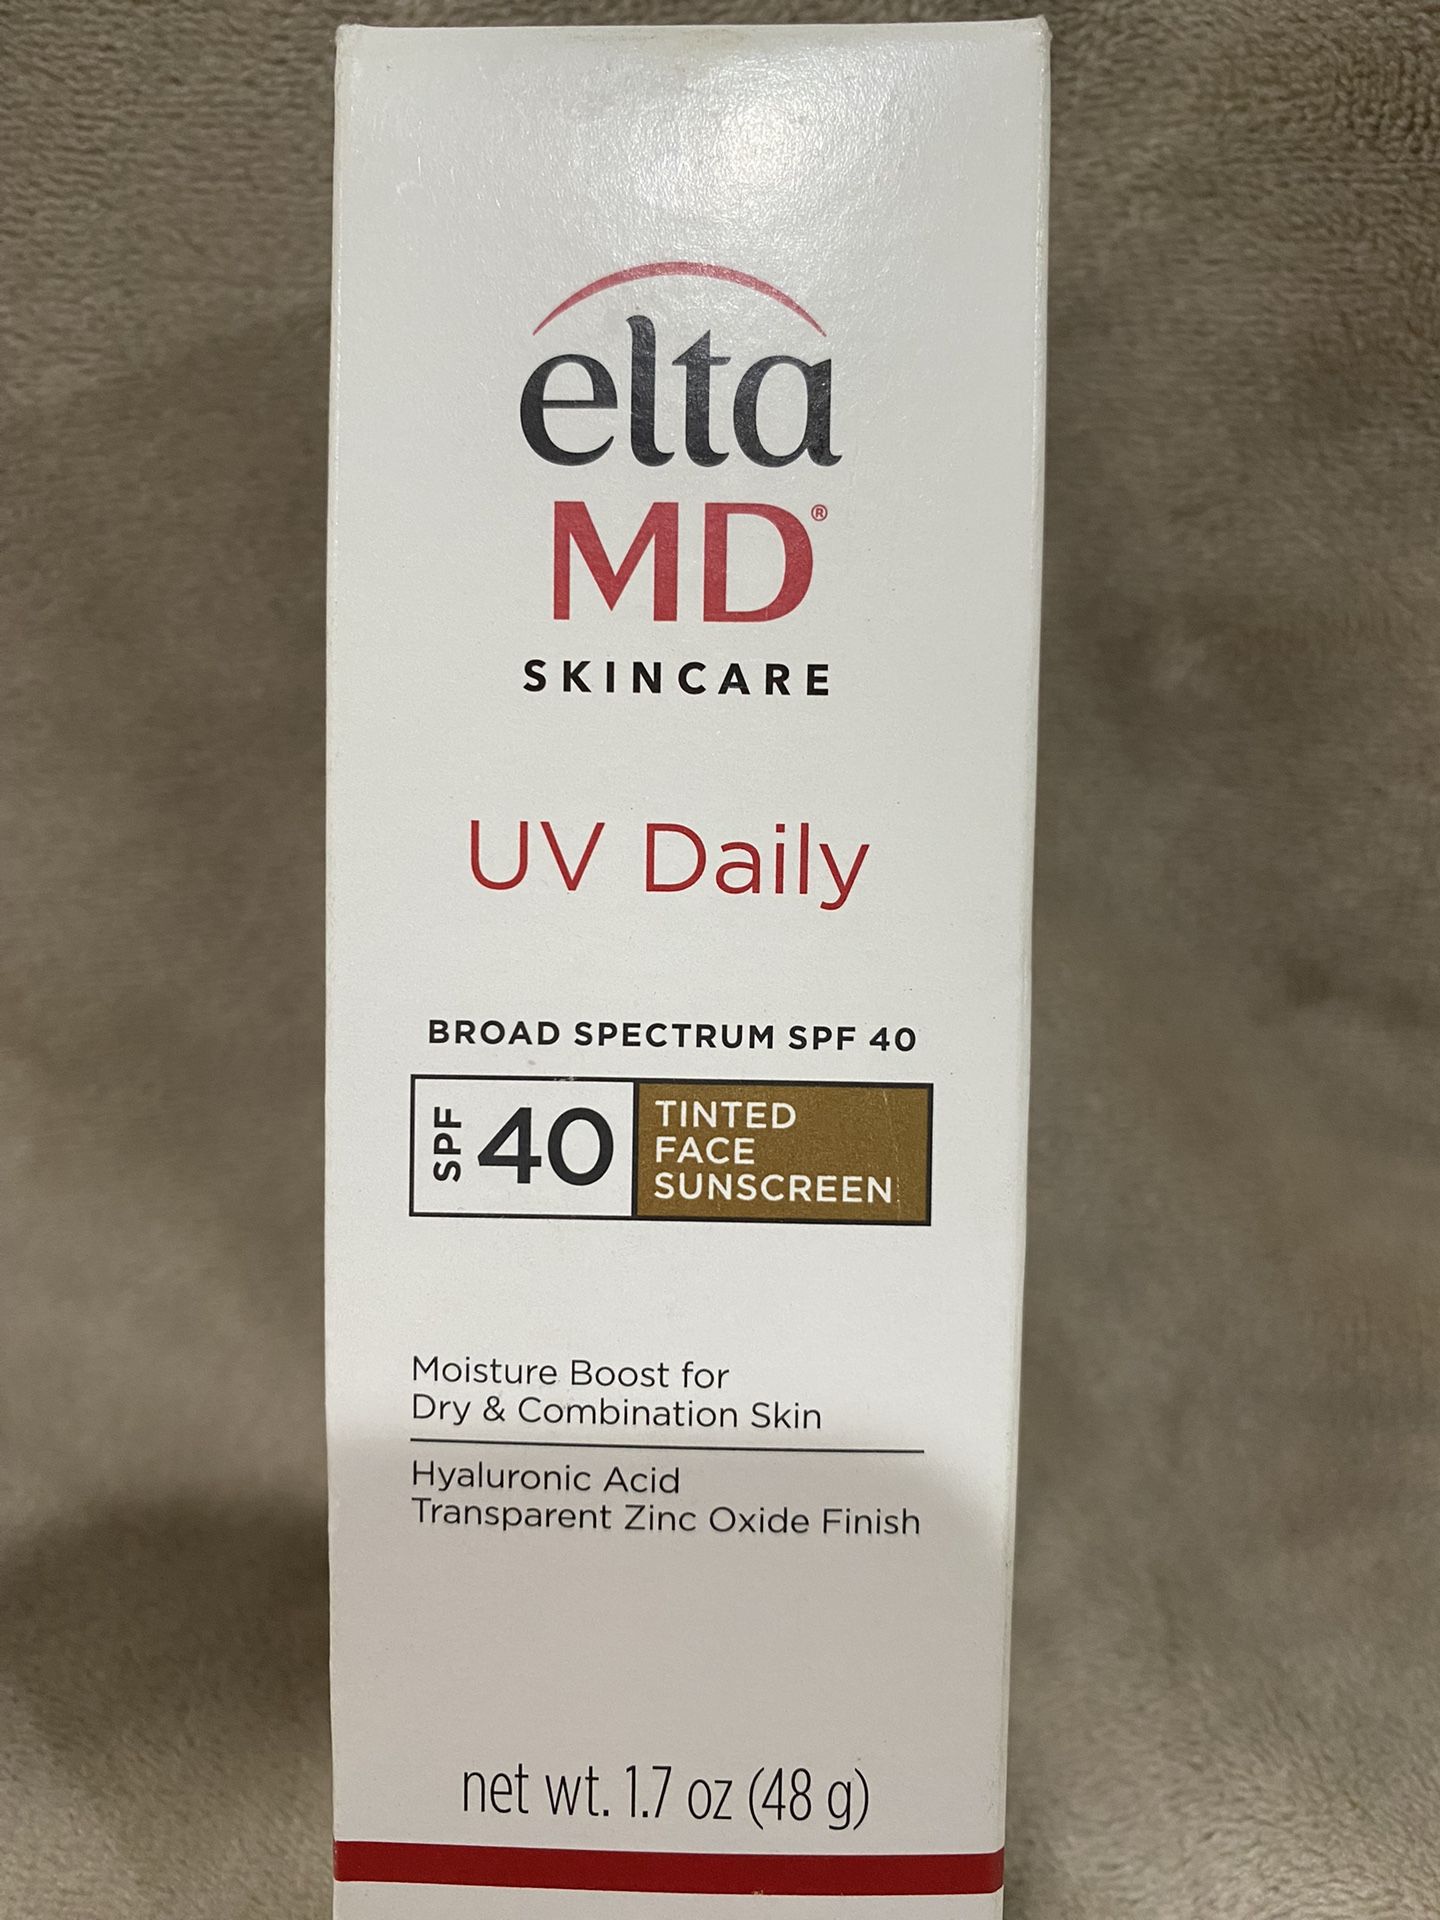 elta
MD®
SKINCARE
UV Daily
BROAD SPECTRUM SPF 40
SPF 40
TINTED
FACE
SUNSCREEN
Moisture Boost for
Dry & Combination Skin
Hyaluronic Acid
Transparent Zinc Oxide Finish
net wt. 1.7 oz (48 g)